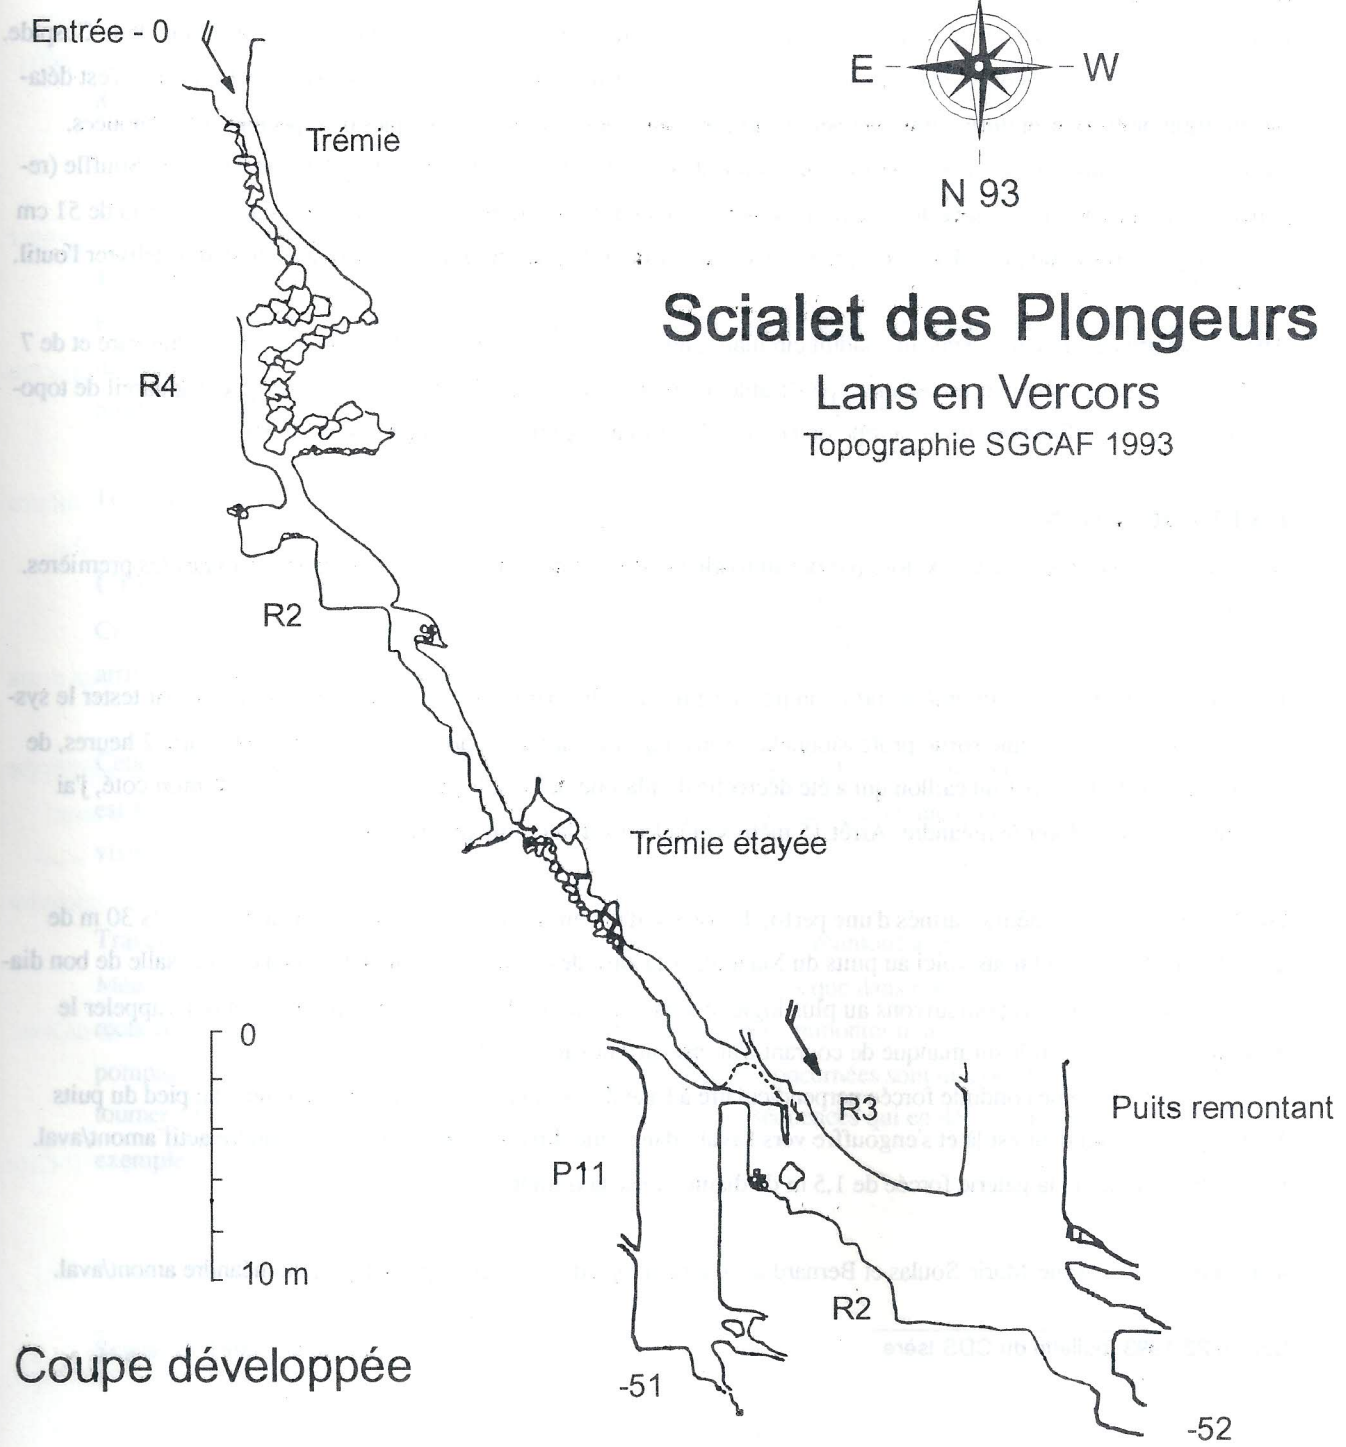 Entrée - 0
E
W
N 93
Trémie
Scialet des Plongeurs
Lans en Vercors
Topographie SGCAF 1993
R4
R2
Trémie étayée
0
10 m
R3
Puits remontant
P11
R2
-51
-52
Coupe développée